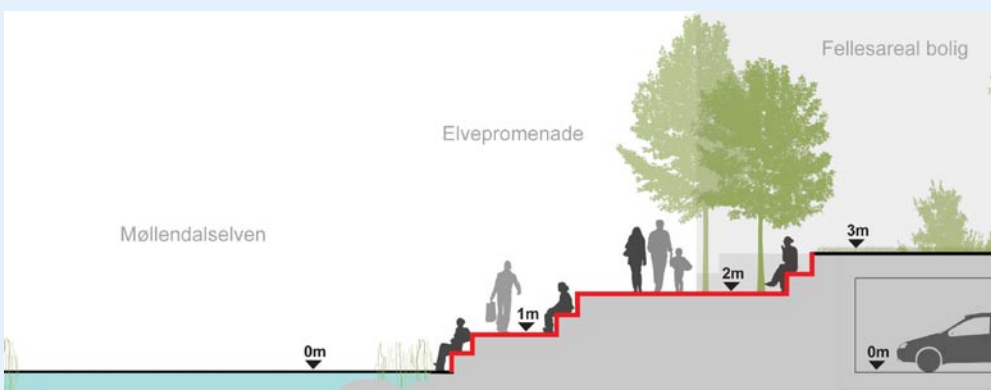 Fellesareal bolig
Elvepromenade
Møllendalselven
3m
2m
1m
0m
0m